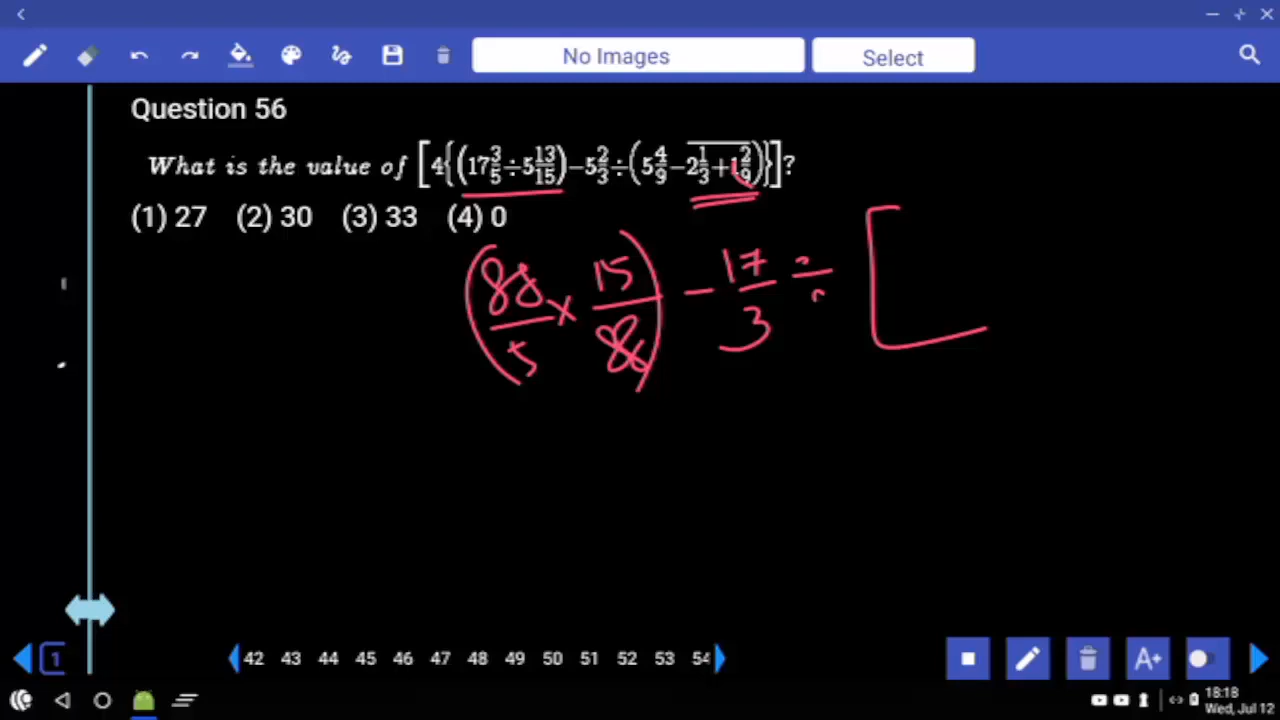 No Images
Select
Question 56
What is the value of [4{(17 3/5 ÷ 5 13/15) − 5 2/3 ÷ (5 4/9 − 2 1/3 + 1 2/9)}]?
(1) 27 (2) 30 (3) 33 (4) 0
(88/5 × 15/88) − 17/3 ÷ [
1
42 43 44 45 46 47 48 49 50 51 52 53 54
A+
18:18
Wed, Jul 12